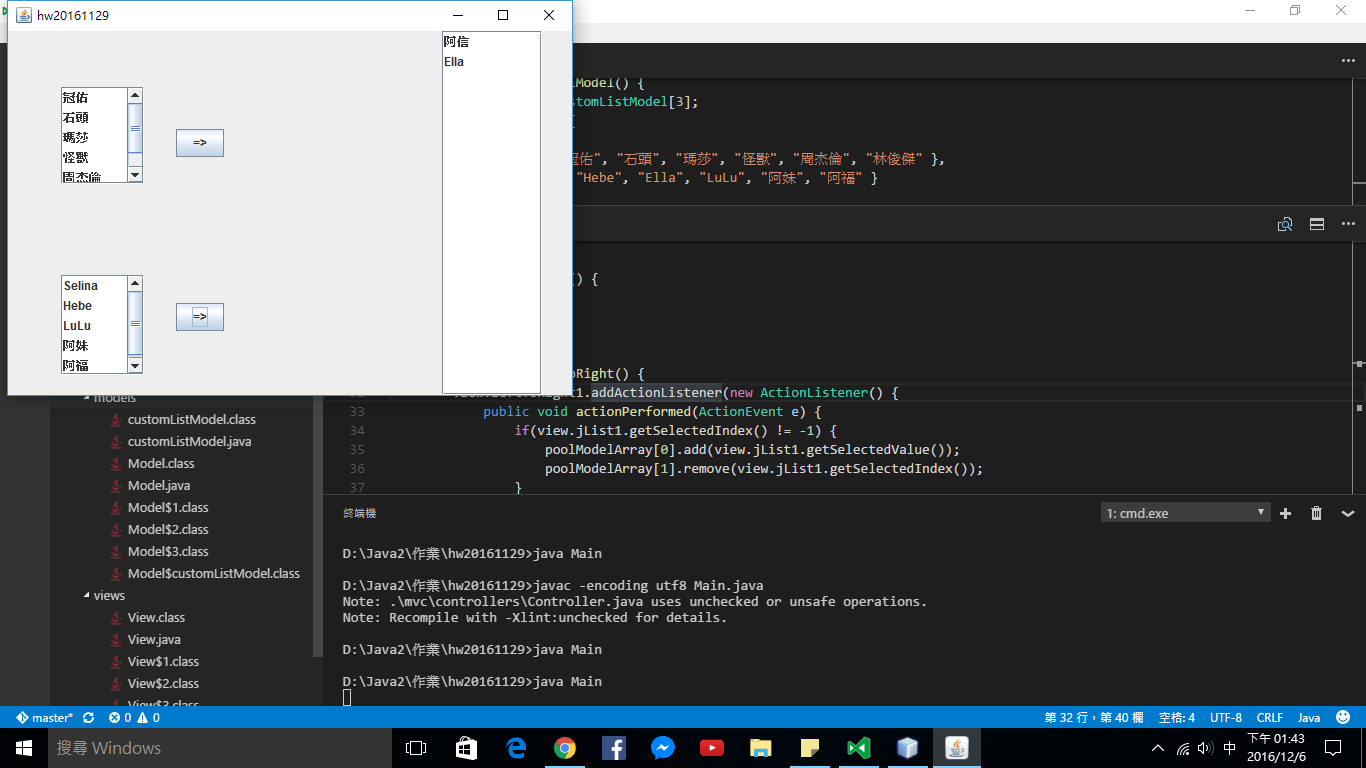 hw20161129
阿信
Ella
冠佑
石頭
瑪莎
怪獸
周杰倫
=>
Selina
Hebe
LuLu
阿妹
阿福
=>
Model() {
stomListModel[3];
冠佑", "石頭", "瑪莎", "怪獸", "周杰倫", "林俊傑" },
"Hebe", "Ella", "LuLu", "阿妹", "阿福" }
) {
Right() {
1.addActionListener(new ActionListener() {
33 public void actionPerformed(ActionEvent e) {
34 if(view.jList1.getSelectedIndex() != -1) {
35 poolModelArray[0].add(view.jList1.getSelectedValue());
36 poolModelArray[1].remove(view.jList1.getSelectedIndex());
37 }
models
customListModel.class
customListModel.java
Model.class
Model.java
Model$1.class
Model$2.class
Model$3.class
Model$customListModel.class
views
View.class
View.java
View$1.class
View$2.class
View$3.class
終端機
1: cmd.exe
D:\Java2\作業\hw20161129>java Main
D:\Java2\作業\hw20161129>javac -encoding utf8 Main.java
Note: .\mvc\controllers\Controller.java uses unchecked or unsafe operations.
Note: Recompile with -Xlint:unchecked for details.
D:\Java2\作業\hw20161129>java Main
D:\Java2\作業\hw20161129>java Main
master* 0 0
第 32 行，第 40 欄 空格: 4 UTF-8 CRLF Java
搜尋 Windows
中
下午 01:43
2016/12/6